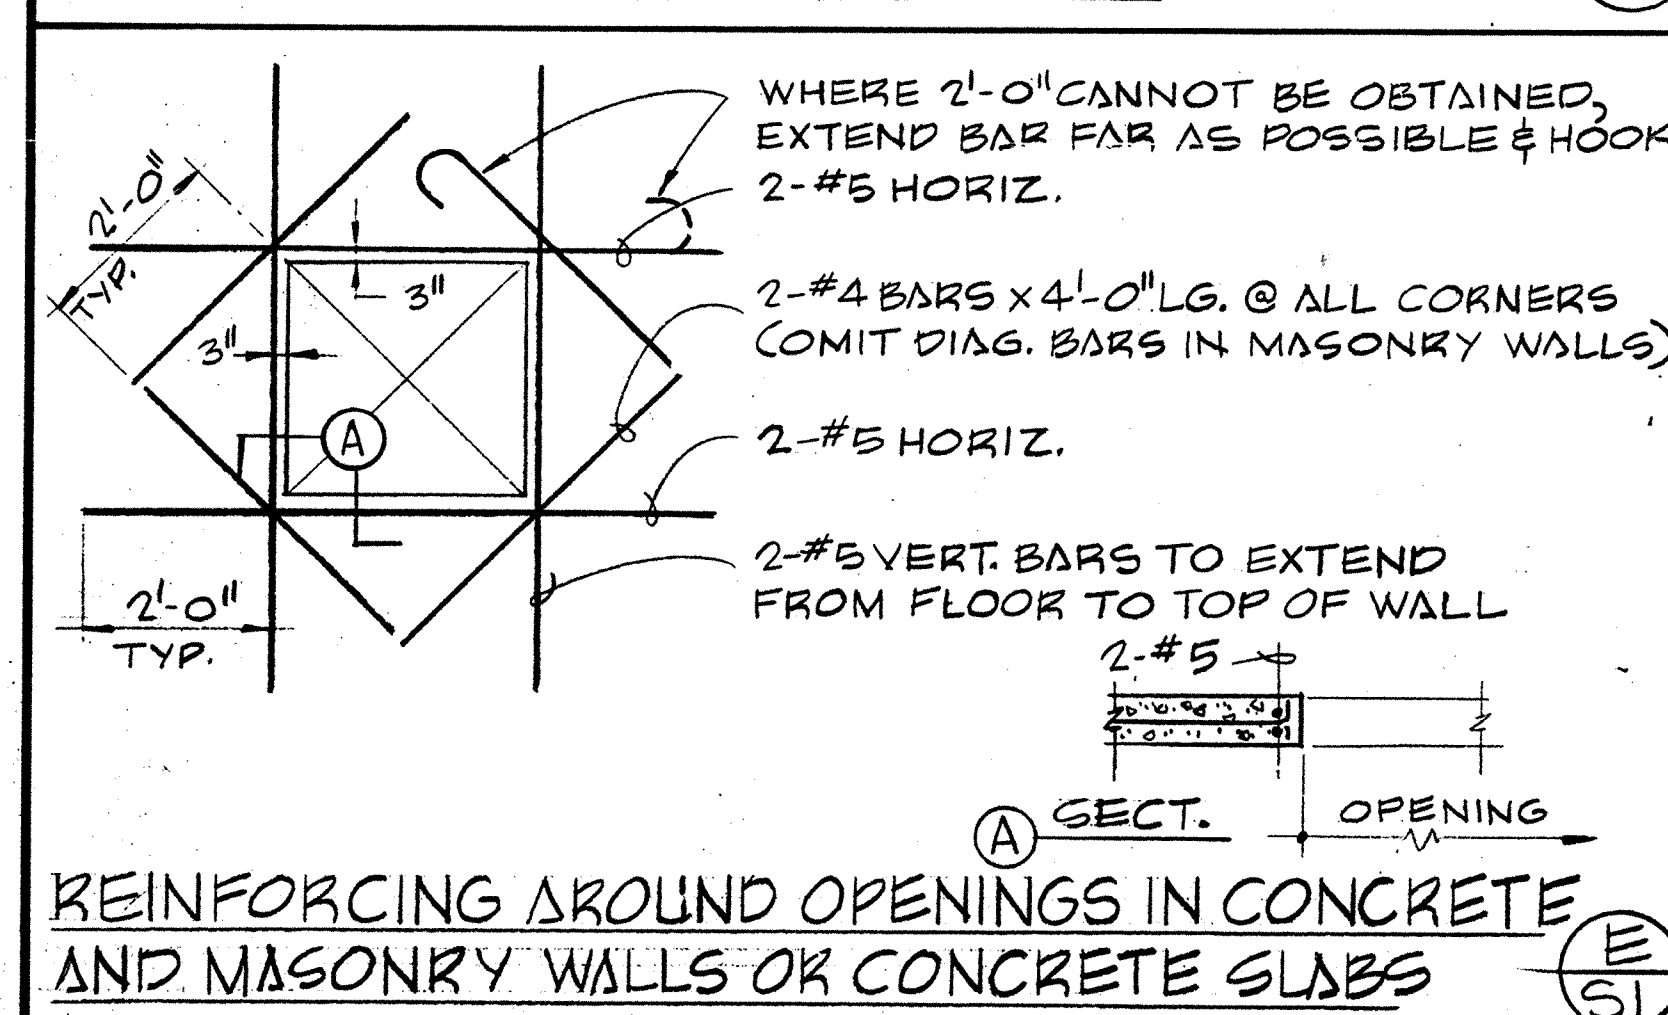 WHERE 2'-0" CANNOT BE OBTAINED,
EXTEND BAR FAR AS POSSIBLE & HOOK
2-#5 HORIZ.
2'-0"
TYP.
3"
3"
2-#4 BARS x 4'-0" LG. @ ALL CORNERS
(OMIT DIAG. BARS IN MASONRY WALLS)
A
2-#5 HORIZ.
2-#5 VERT. BARS TO EXTEND
FROM FLOOR TO TOP OF WALL
2'-0"
TYP.
2-#5
A SECT.
OPENING
REINFORCING AROUND OPENINGS IN CONCRETE
AND MASONRY WALLS OR CONCRETE SLABS
E
S1